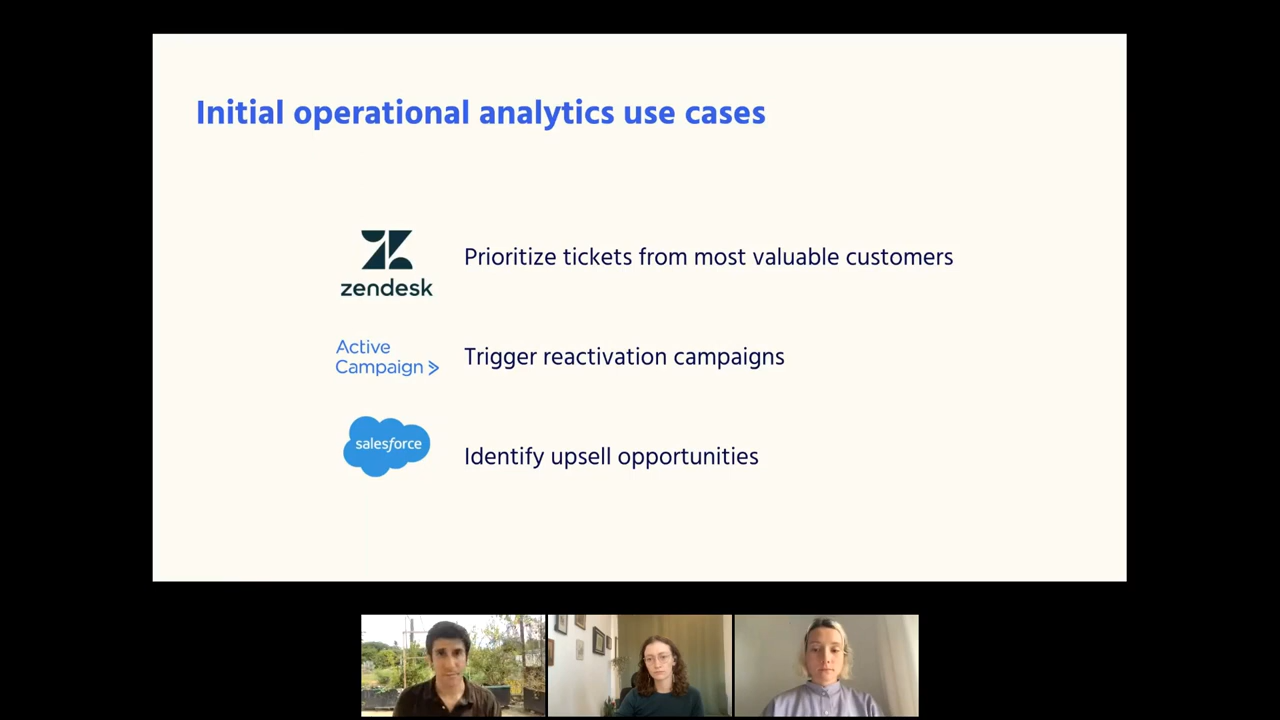 Initial operational analytics use cases
zendesk
Prioritize tickets from most valuable customers
Active
Campaign >
Trigger reactivation campaigns
salesforce
Identify upsell opportunities